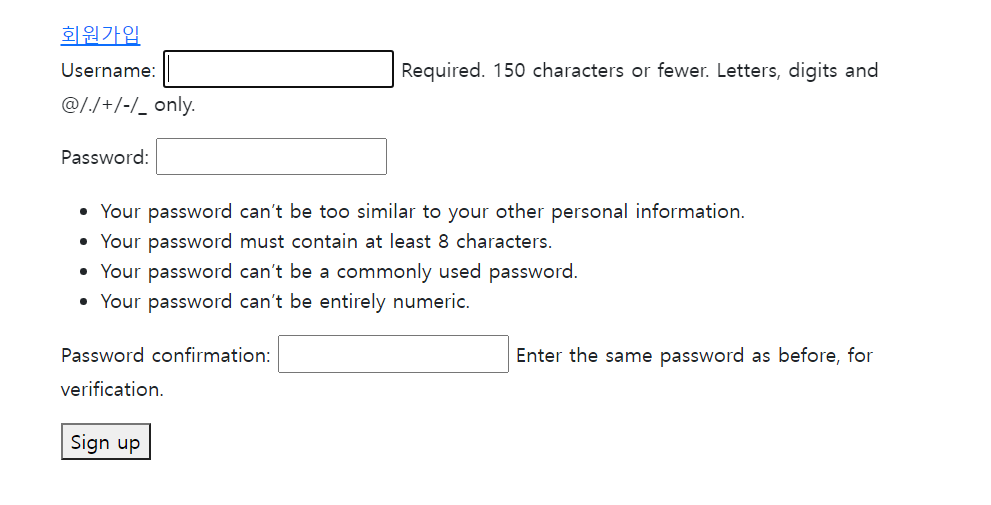 회원가입
Username: Required. 150 characters or fewer. Letters, digits and
@/./+/-/_ only.
Password:
• Your password can’t be too similar to your other personal information.
• Your password must contain at least 8 characters.
• Your password can’t be a commonly used password.
• Your password can’t be entirely numeric.
Password confirmation: Enter the same password as before, for
verification.
Sign up